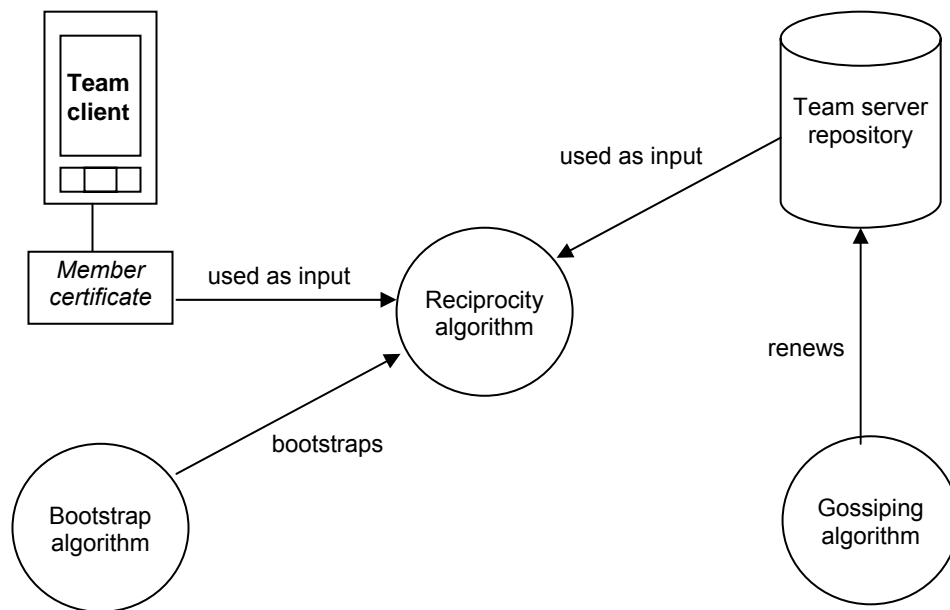 Team
client
Team server
repository
used as input
Member
certificate
used as input
Reciprocity
algorithm
renews
bootstraps
Bootstrap
algorithm
Gossiping
algorithm